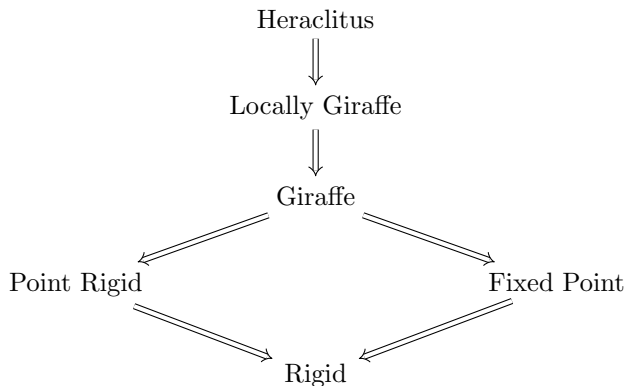 Heraclitus
Locally Giraffe
Giraffe
Point Rigid
Fixed Point
Rigid